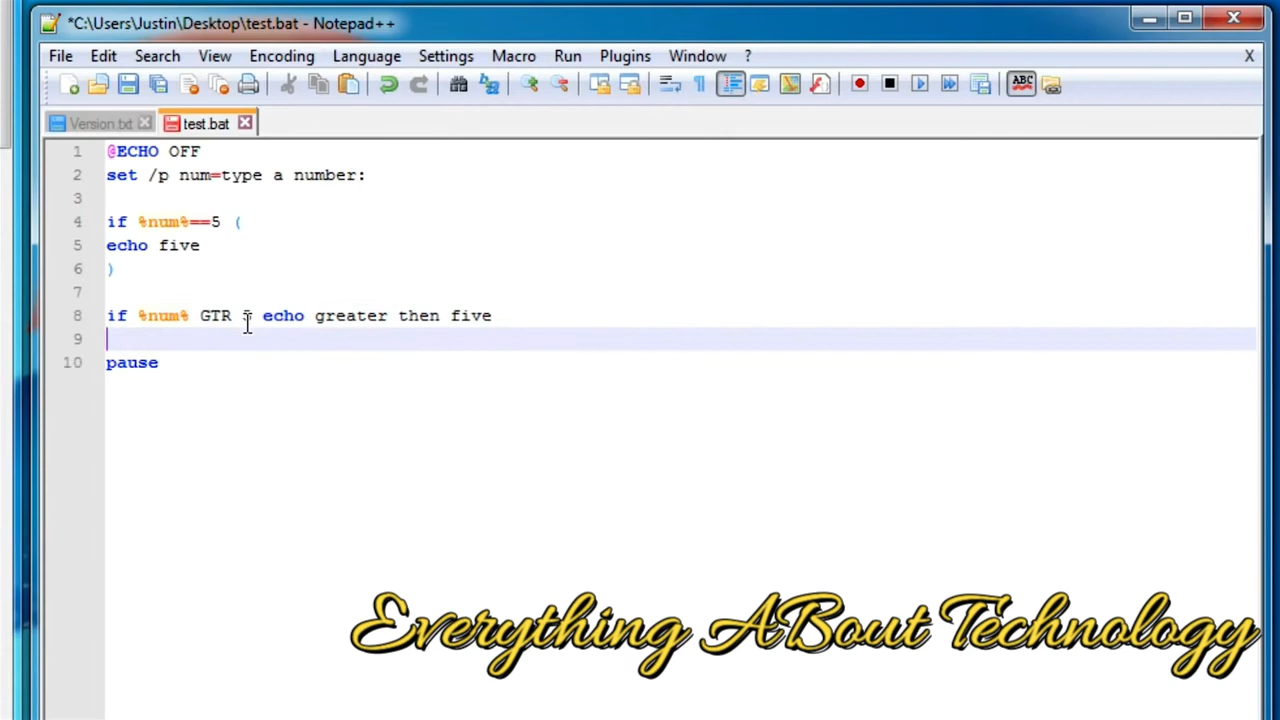 *C:\Users\Justin\Desktop\test.bat - Notepad++
File Edit Search View Encoding Language Settings Macro Run Plugins Window ? X
ABC
Version.txt test.bat
1 @ECHO OFF
2 set /p num=type a number:
3
4 if %num%==5 (
5 echo five
6 )
7
8 if %num% GTR 5 echo greater then five
9
10 pause
Everything ABout Technology